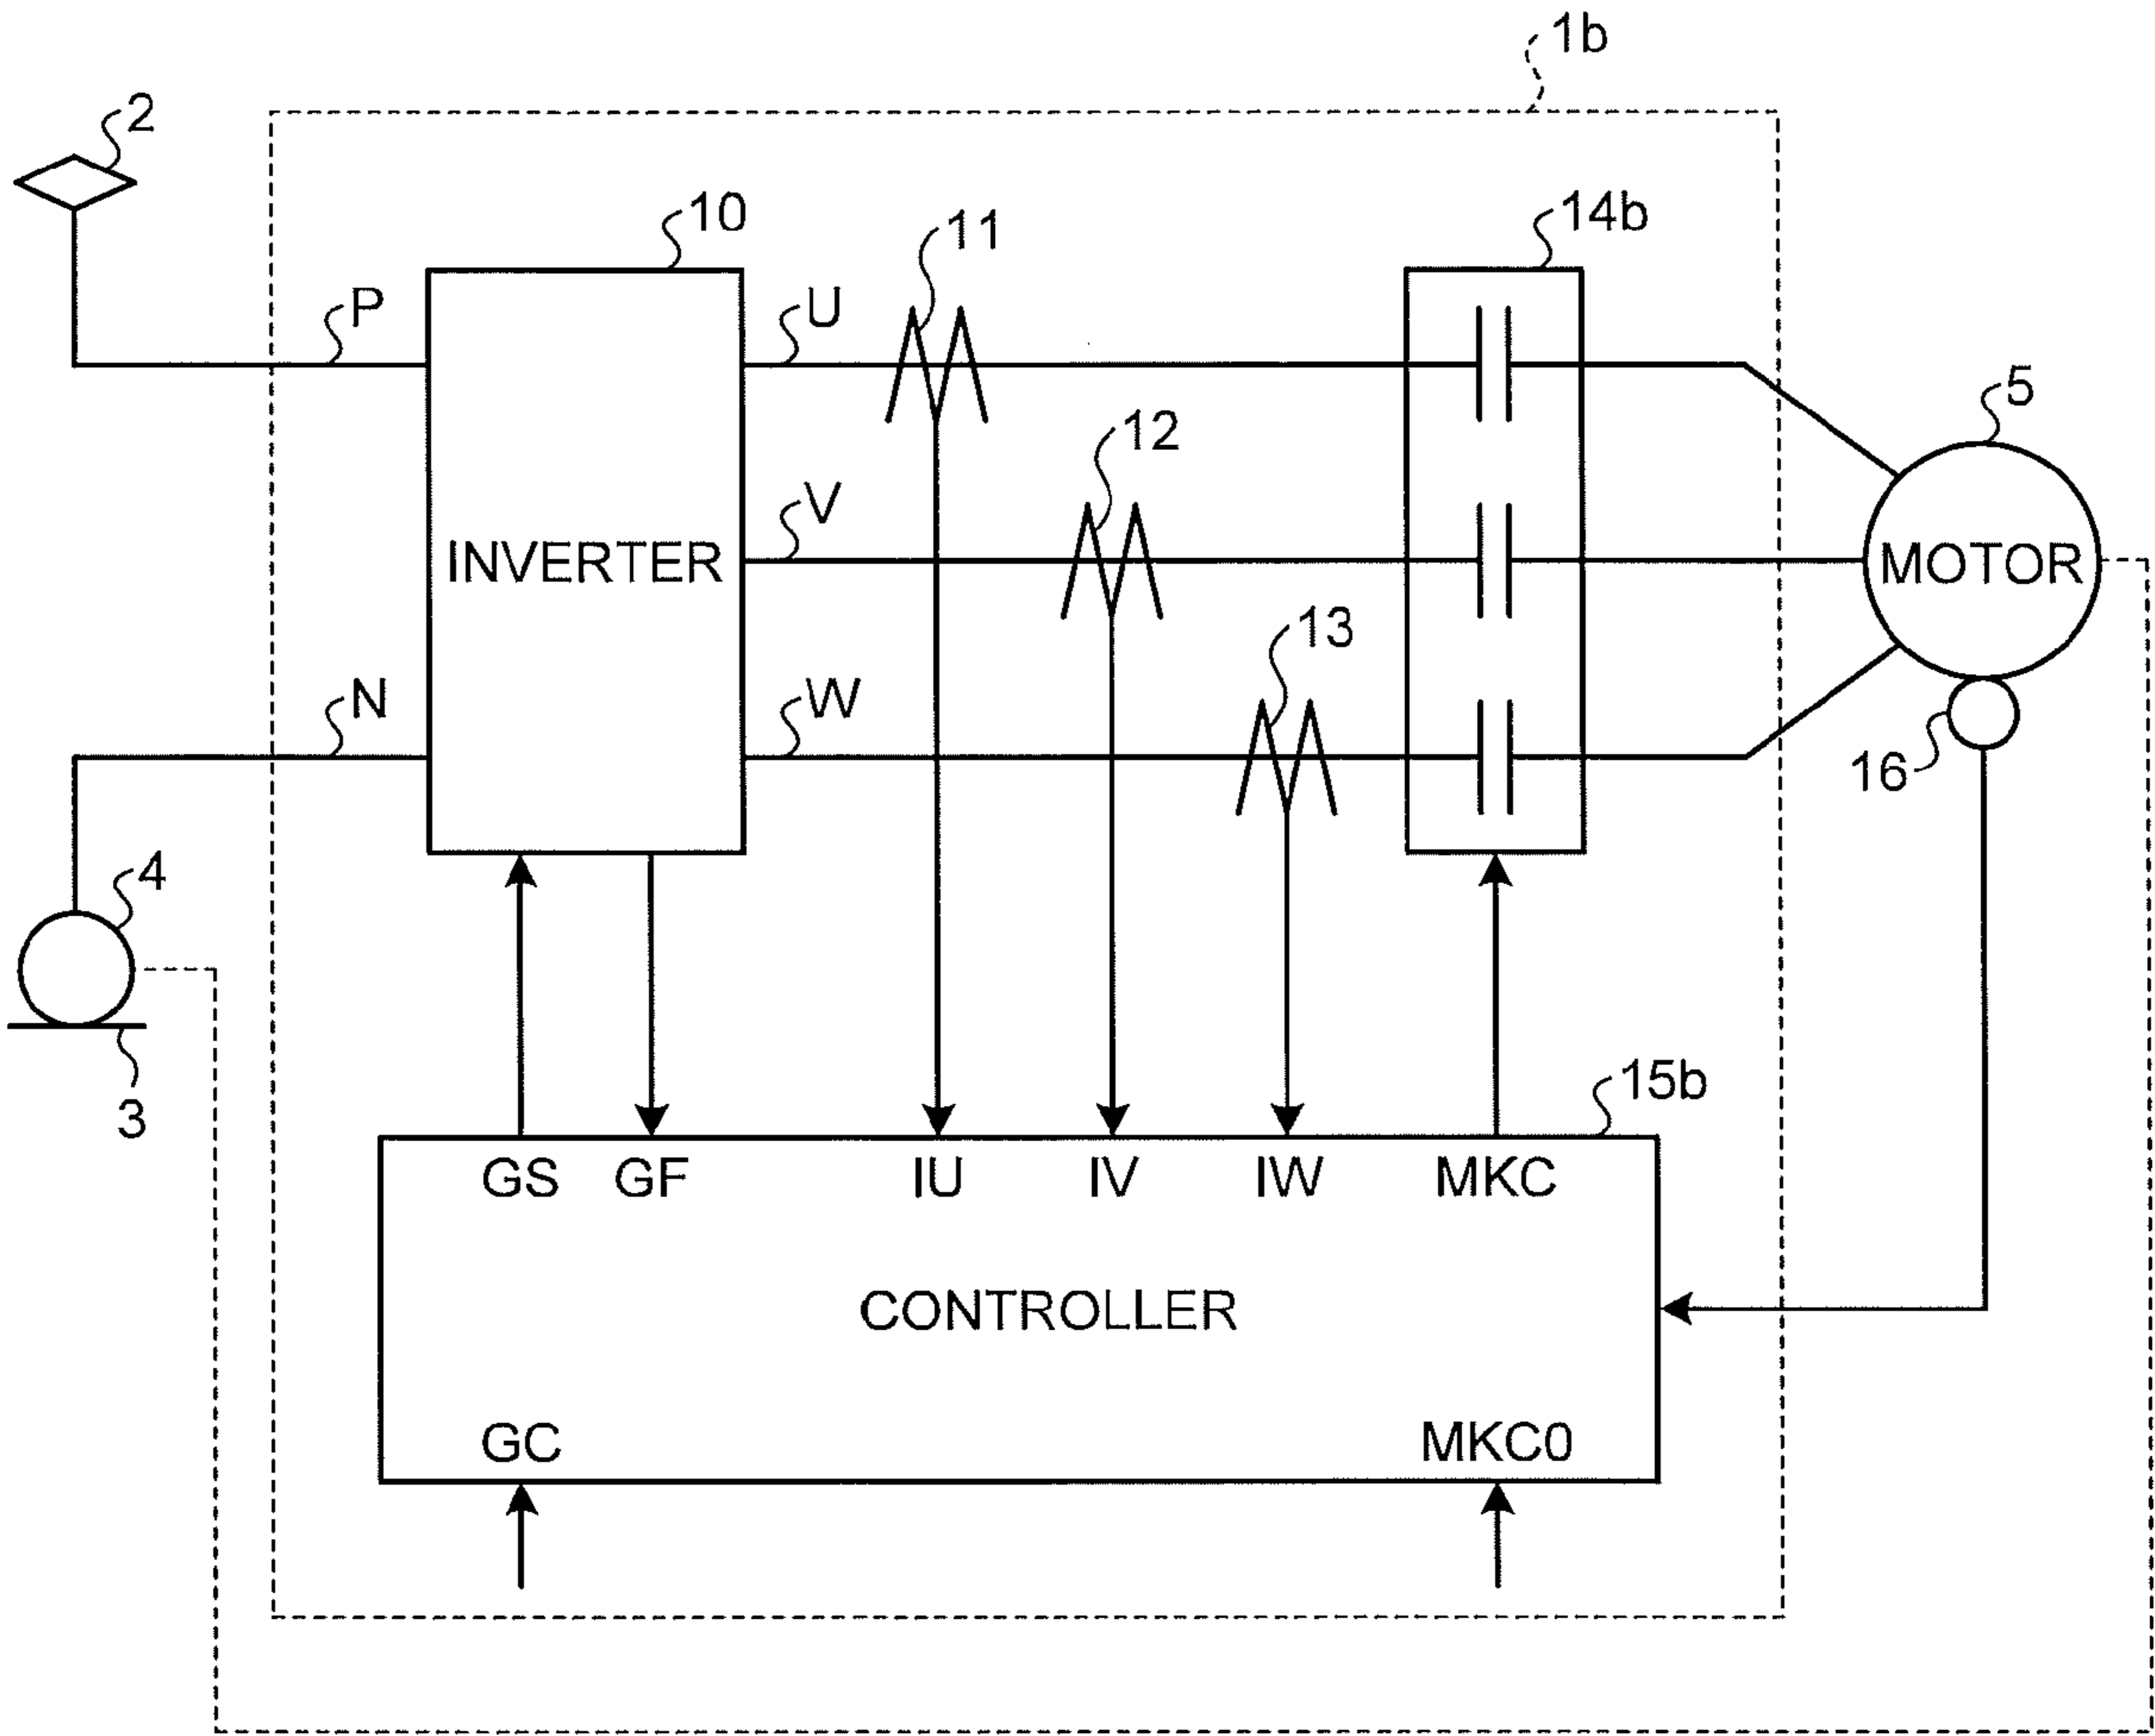 1b
2
10
11
14b
P
U
5
12
V
INVERTER
MOTOR
13
N
W
16
4
3
15b
GS GF IU IV IW MKC
CONTROLLER
GC MKC0